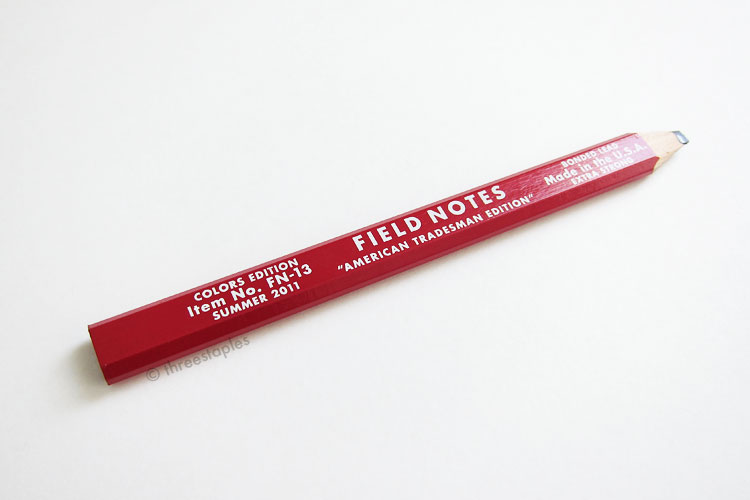 COLORS EDITION
Item No. FN-13
SUMMER 2011
FIELD NOTES
"AMERICAN TRADESMAN EDITION"
BONDED LEAD
Made in the U.S.A.
EXTRA STRONG
© threestaples